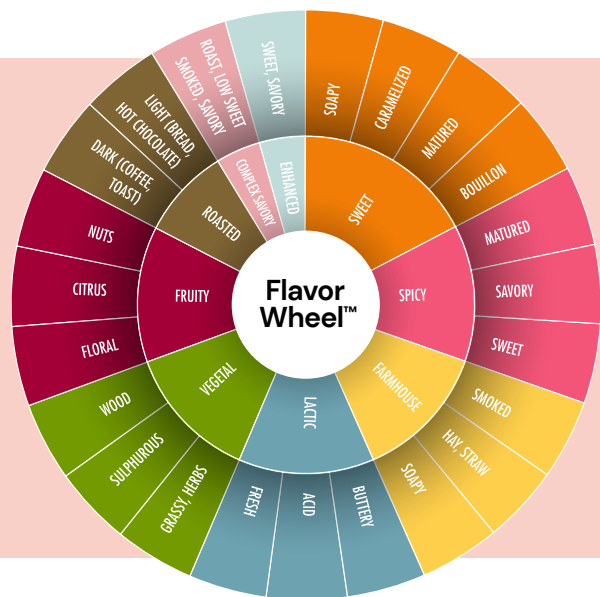 Flavor
Wheel™
SWEET
SPICY
FARMHOUSE
LACTIC
VEGETAL
FRUITY
ROASTED
COMPLEX SAVORY
ENHANCED
SOAPY
CARAMELIZED
MATURED
BOUILLON
MATURED
SAVORY
SWEET
SMOKED
HAY, STRAW
SOAPY
BUTTERY
ACID
FRESH
GRASSY, HERBS
SULPHUROUS
WOOD
FLORAL
CITRUS
NUTS
DARK (COFFEE,
TOAST)
LIGHT (BREAD,
HOT CHOCOLATE)
ROAST, LOW SWEET
SMOKED, SAVORY
SWEET, SAVORY